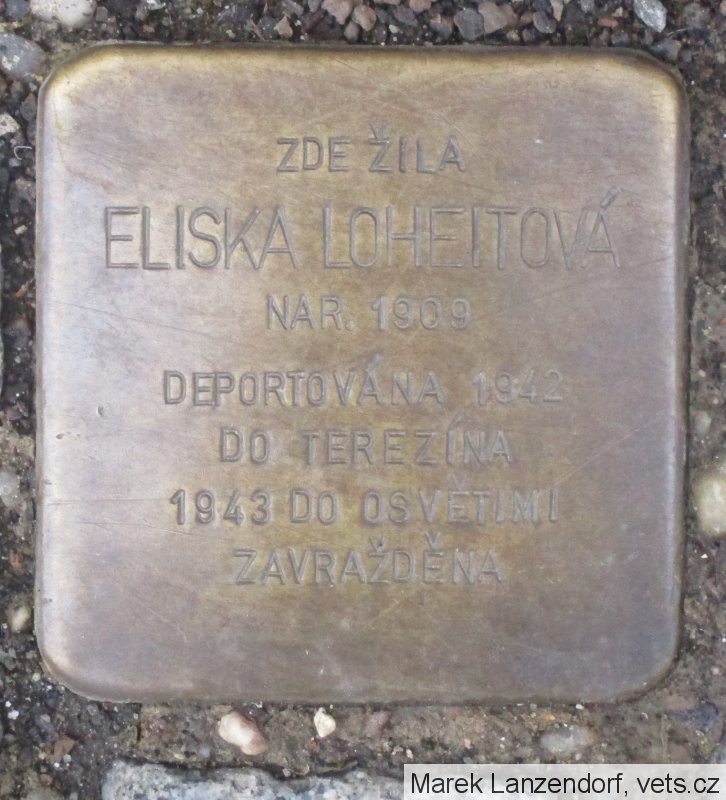 ZDE ŽILA
ELISKA LOHEITOVÁ
NAR. 1909
DEPORTOVÁNA 1942
DO TEREZÍNA
1943 DO OSVĚTIMI
ZAVRAŽDĚNA
Marek Lanzendorf, vets.cz